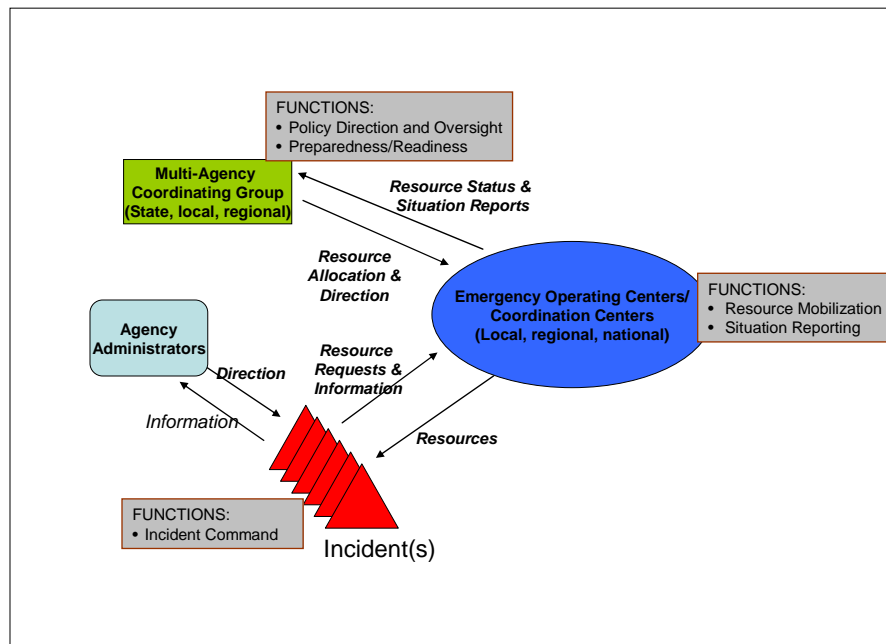 FUNCTIONS:
• Policy Direction and Oversight
• Preparedness/Readiness
Multi-Agency
Coordinating Group
(State, local, regional)
Resource Status &
Situation Reports
Resource
Allocation &
Direction
Emergency Operating Centers/
Coordination Centers
(Local, regional, national)
FUNCTIONS:
• Resource Mobilization
• Situation Reporting
Agency
Administrators
Direction
Information
Resource
Requests &
Information
Resources
FUNCTIONS:
• Incident Command
Incident(s)